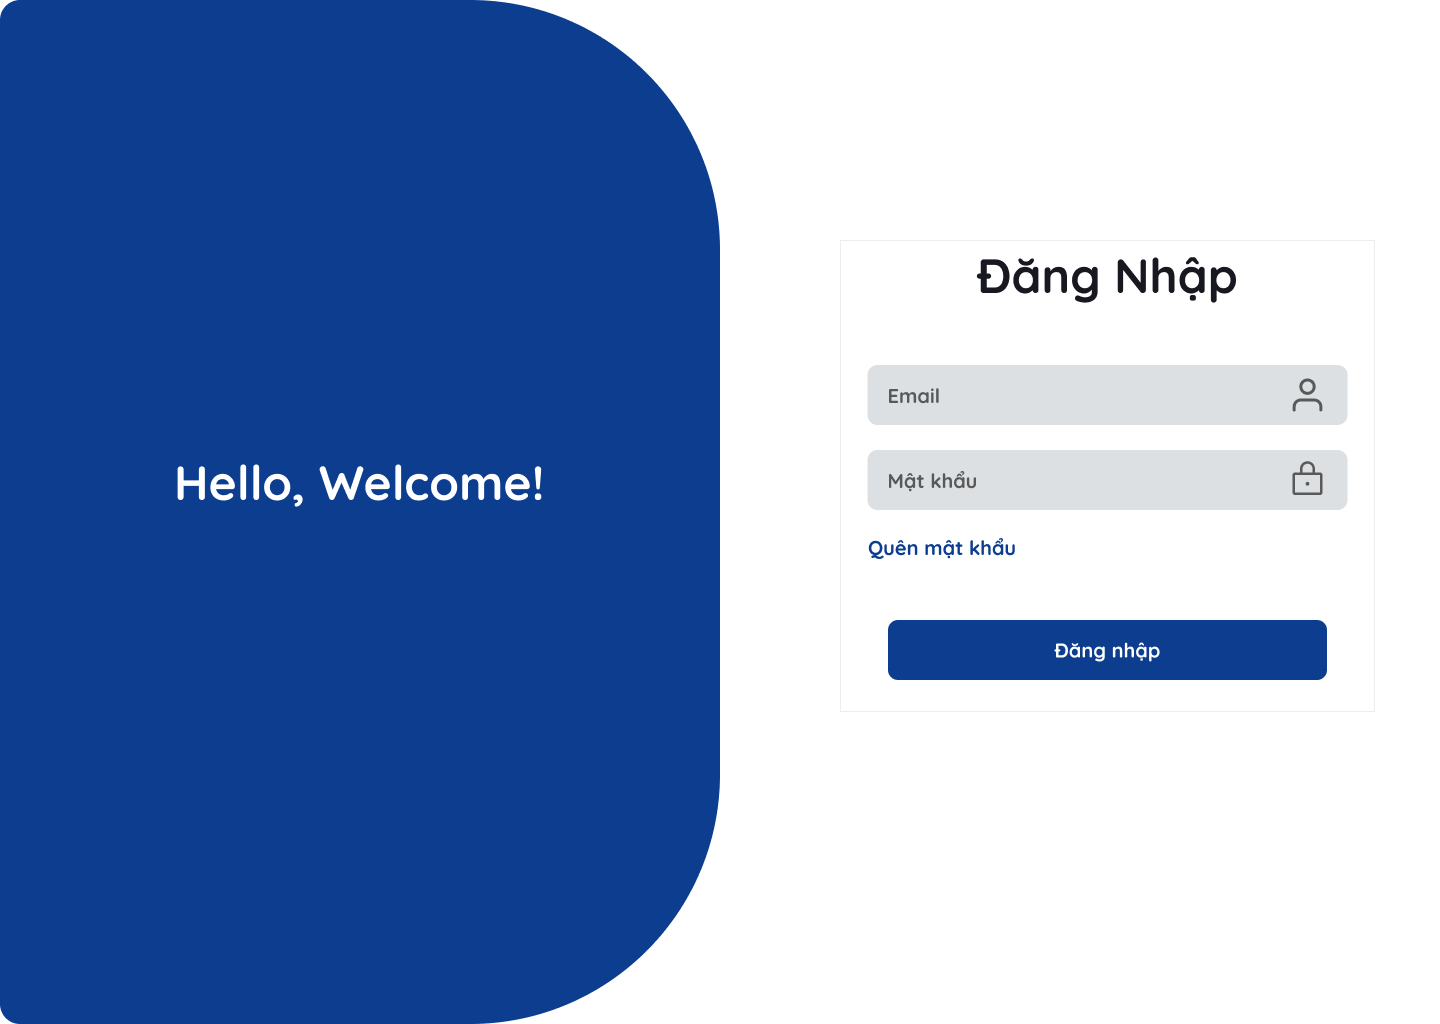 Hello, Welcome!
Đăng Nhập
Email
Mật khẩu
Quên mật khẩu
Đăng nhập